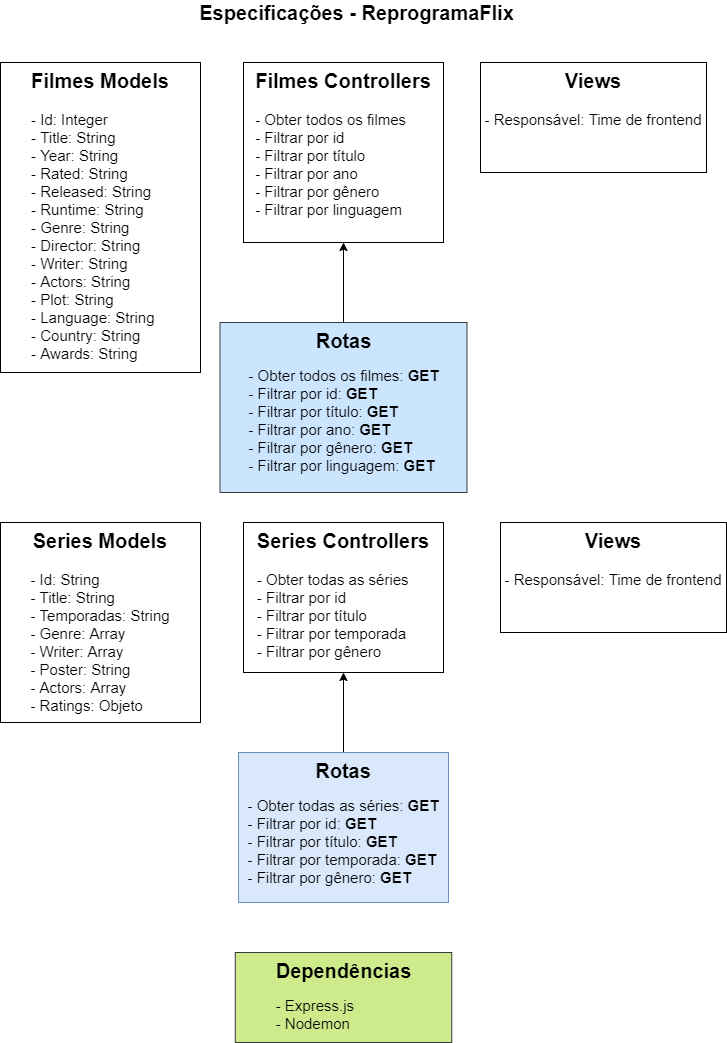 Especificações - ReprogramaFlix
Filmes Models
- Id: Integer
- Title: String
- Year: String
- Rated: String
- Released: String
- Runtime: String
- Genre: String
- Director: String
- Writer: String
- Actors: String
- Plot: String
- Language: String
- Country: String
- Awards: String
Filmes Controllers
- Obter todos os filmes
- Filtrar por id
- Filtrar por título
- Filtrar por ano
- Filtrar por gênero
- Filtrar por linguagem
Views
- Responsável: Time de frontend
Rotas
- Obter todos os filmes: GET
- Filtrar por id: GET
- Filtrar por título: GET
- Filtrar por ano: GET
- Filtrar por gênero: GET
- Filtrar por linguagem: GET
Series Models
- Id: String
- Title: String
- Temporadas: String
- Genre: Array
- Writer: Array
- Poster: String
- Actors: Array
- Ratings: Objeto
Series Controllers
- Obter todas as séries
- Filtrar por id
- Filtrar por título
- Filtrar por temporada
- Filtrar por gênero
Views
- Responsável: Time de frontend
Rotas
- Obter todas as séries: GET
- Filtrar por id: GET
- Filtrar por título: GET
- Filtrar por temporada: GET
- Filtrar por gênero: GET
Dependências
- Express.js
- Nodemon